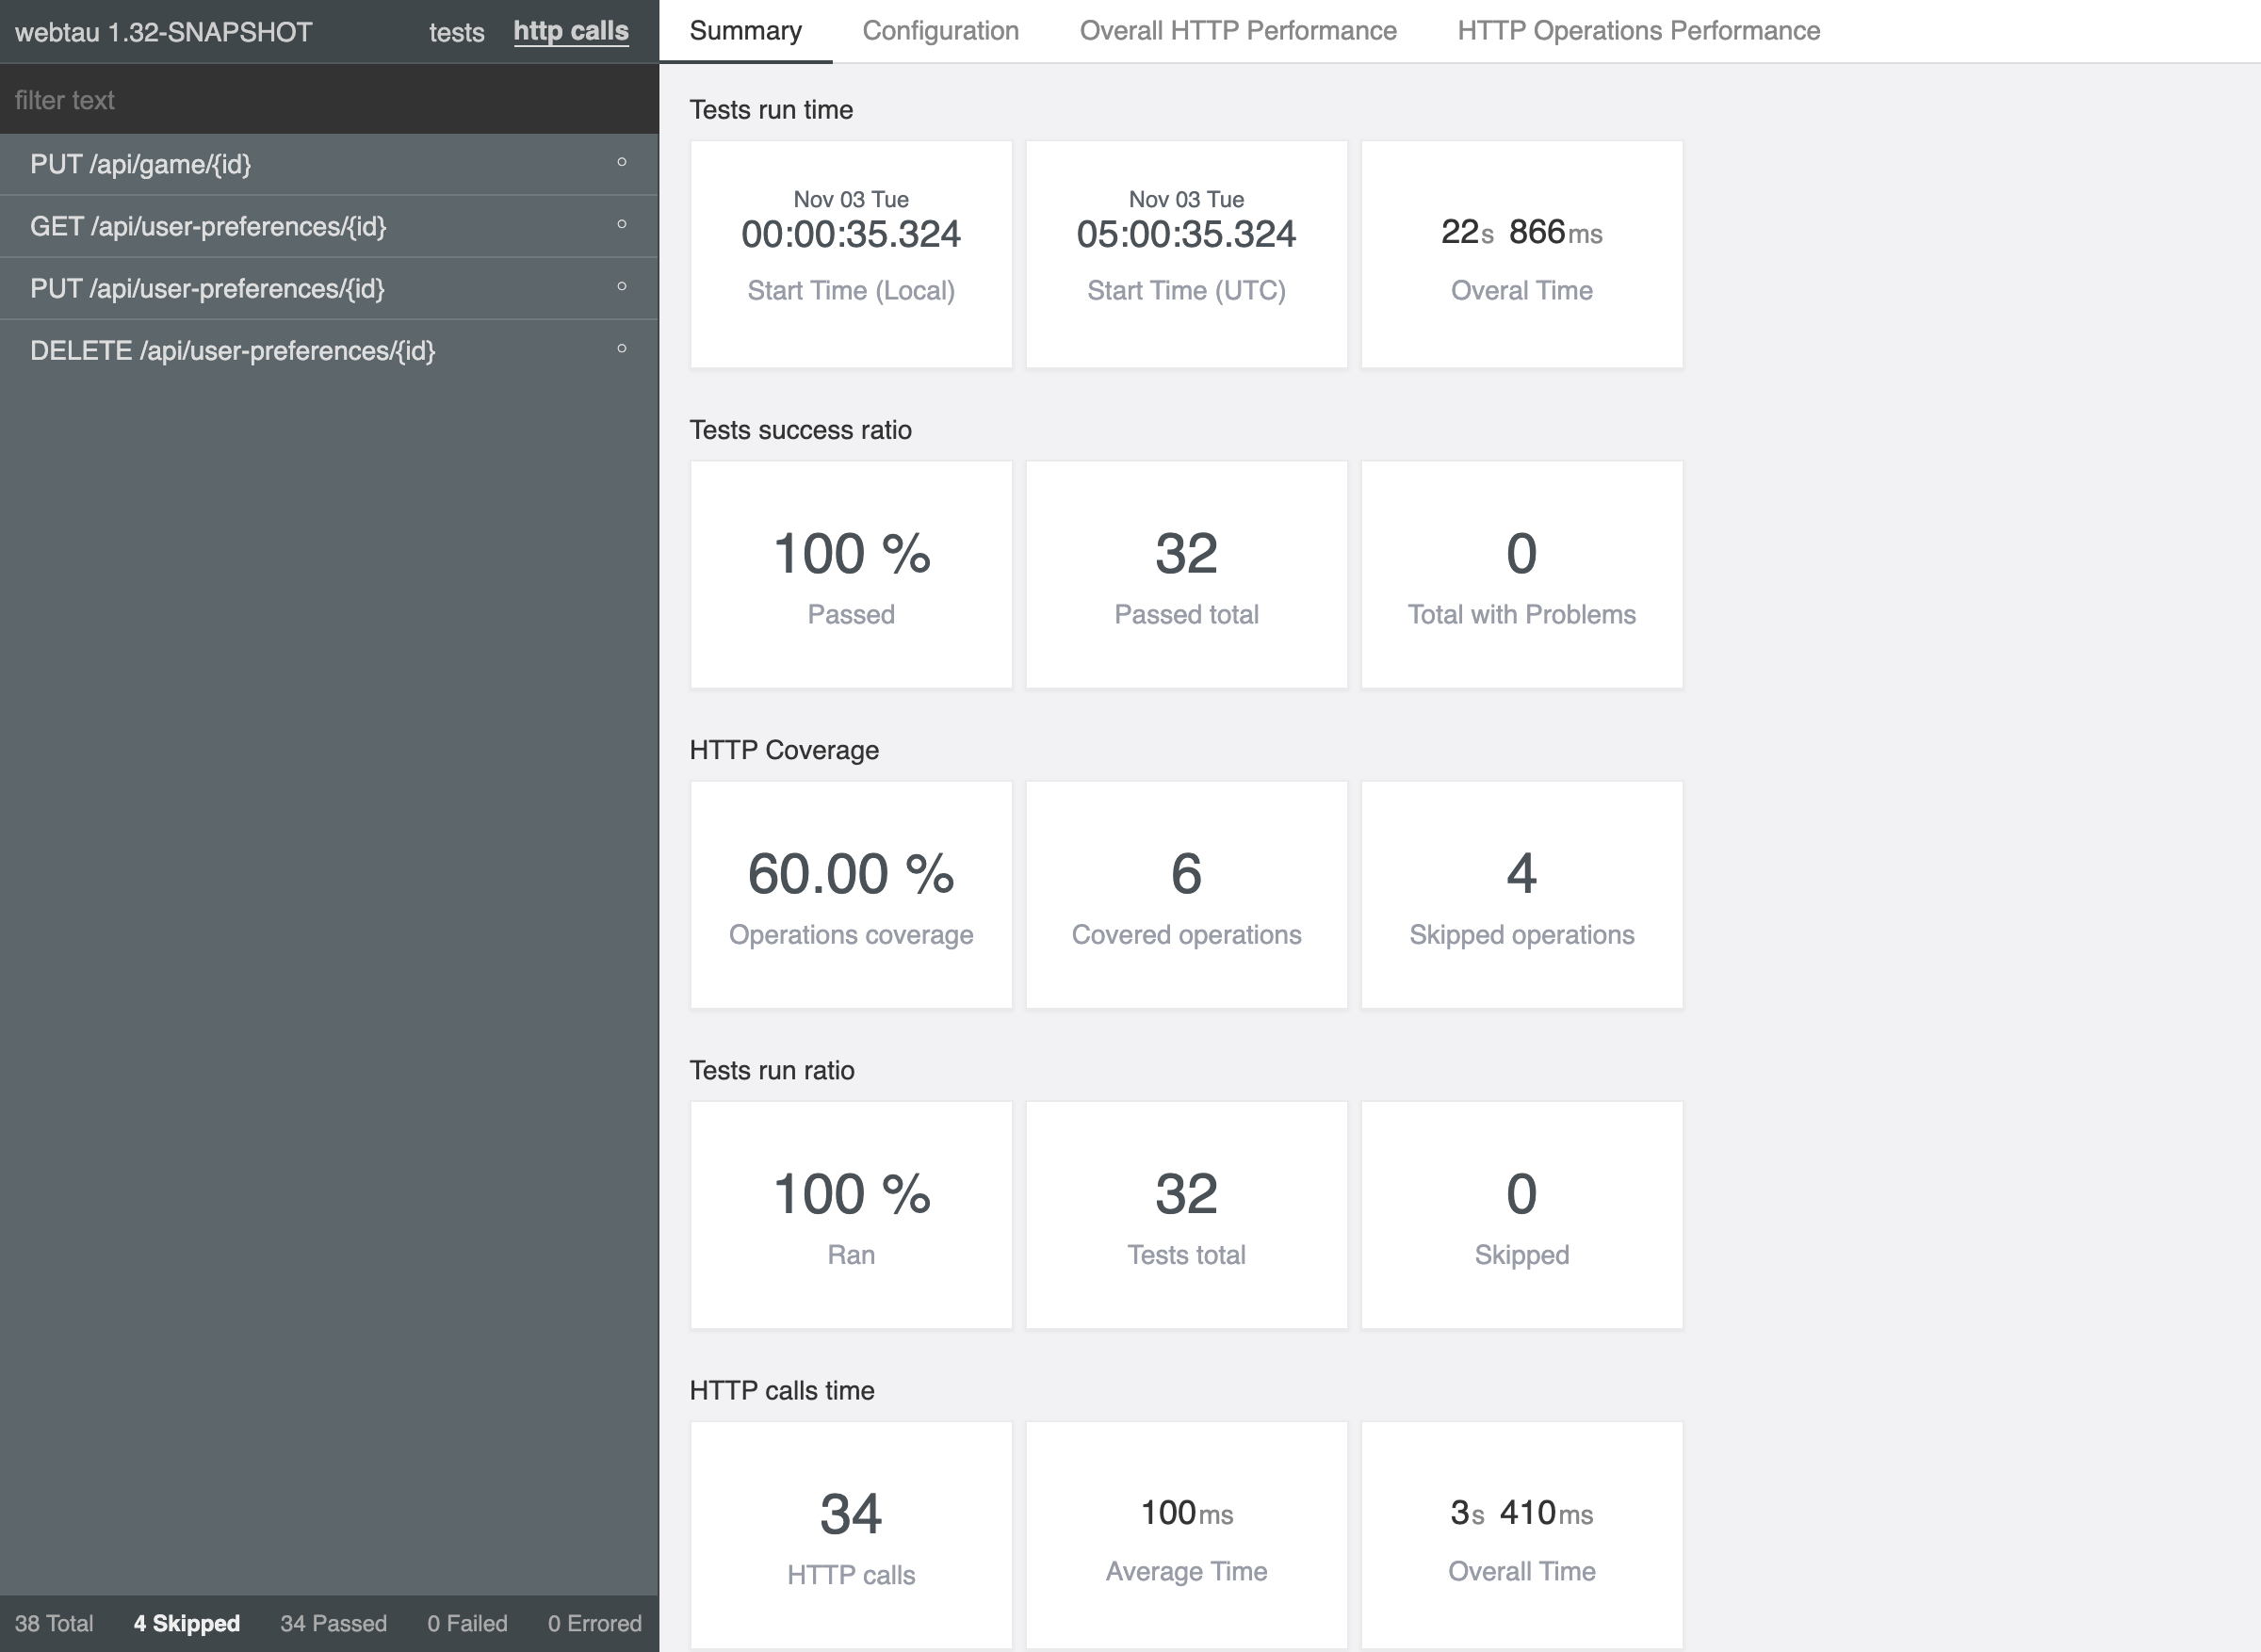 webtau 1.32-SNAPSHOT tests http calls
filter text
PUT /api/game/{id}
GET /api/user-preferences/{id}
PUT /api/user-preferences/{id}
DELETE /api/user-preferences/{id}
38 Total 4 Skipped 34 Passed 0 Failed 0 Errored
Summary Configuration Overall HTTP Performance HTTP Operations Performance
Tests run time
Nov 03 Tue
00:00:35.324
Start Time (Local)
Nov 03 Tue
05:00:35.324
Start Time (UTC)
22s 866ms
Overal Time
Tests success ratio
100 %
Passed
32
Passed total
0
Total with Problems
HTTP Coverage
60.00 %
Operations coverage
6
Covered operations
4
Skipped operations
Tests run ratio
100 %
Ran
32
Tests total
0
Skipped
HTTP calls time
34
HTTP calls
100ms
Average Time
3s 410ms
Overall Time